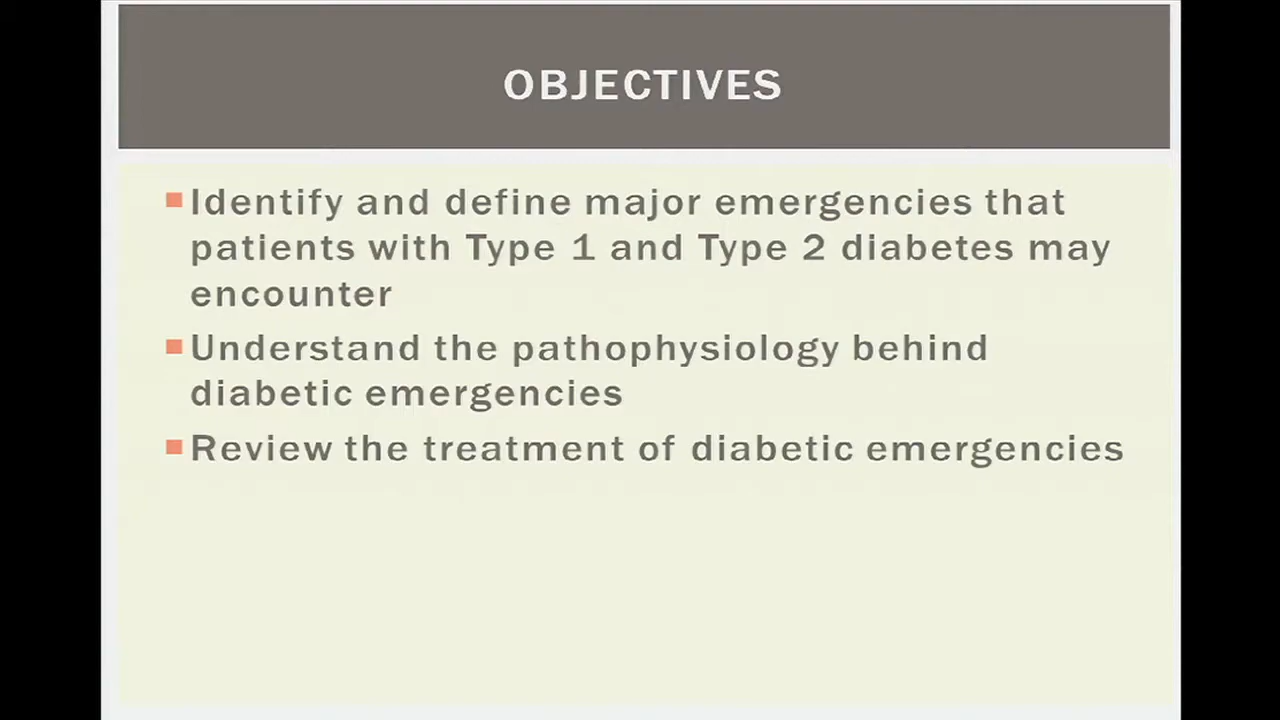 OBJECTIVES
Identify and define major emergencies that
patients with Type 1 and Type 2 diabetes may
encounter
Understand the pathophysiology behind
diabetic emergencies
Review the treatment of diabetic emergencies